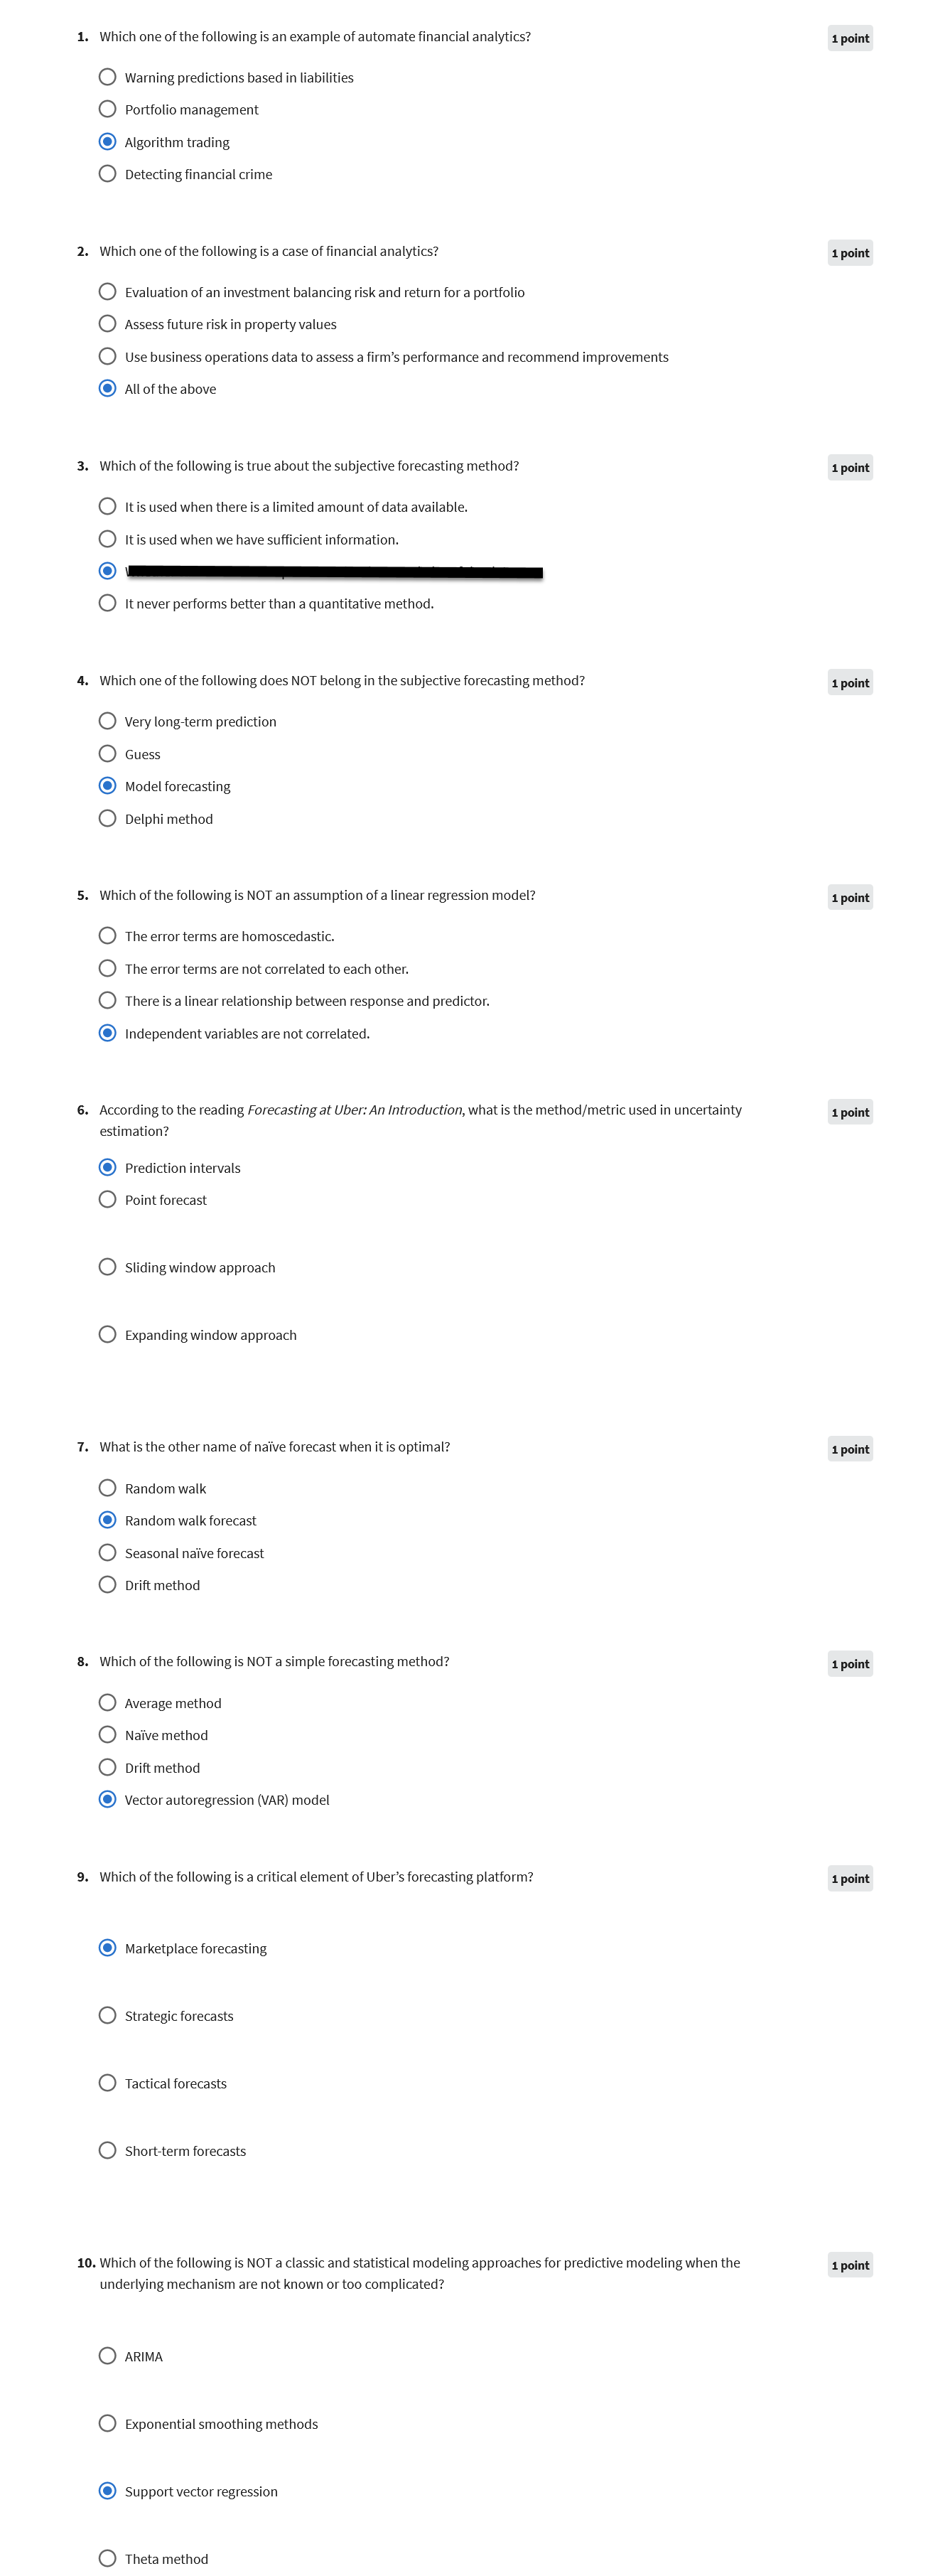 1. Which one of the following is an example of automate financial analytics?
1 point
Warning predictions based in liabilities
Portfolio management
Algorithm trading
Detecting financial crime
2. Which one of the following is a case of financial analytics?
1 point
Evaluation of an investment balancing risk and return for a portfolio
Assess future risk in property values
Use business operations data to assess a firm's performance and recommend improvements
All of the above
3. Which of the following is true about the subjective forecasting method?
1 point
It is used when there is a limited amount of data available.
It is used when we have sufficient information.
It never performs better than a quantitative method.
4. Which one of the following does NOT belong in the subjective forecasting method?
1 point
Very long-term prediction
Guess
Model forecasting
Delphi method
5. Which of the following is NOT an assumption of a linear regression model?
1 point
The error terms are homoscedastic.
The error terms are not correlated to each other.
There is a linear relationship between response and predictor.
Independent variables are not correlated.
6. According to the reading Forecasting at Uber: An Introduction, what is the method/metric used in uncertainty
estimation?
1 point
Prediction intervals
Point forecast
Sliding window approach
Expanding window approach
7. What is the other name of naïve forecast when it is optimal?
1 point
Random walk
Random walk forecast
Seasonal naïve forecast
Drift method
8. Which of the following is NOT a simple forecasting method?
1 point
Average method
Naïve method
Drift method
Vector autoregression (VAR) model
9. Which of the following is a critical element of Uber's forecasting platform?
1 point
Marketplace forecasting
Strategic forecasts
Tactical forecasts
Short-term forecasts
10. Which of the following is NOT a classic and statistical modeling approaches for predictive modeling when the
underlying mechanism are not known or too complicated?
1 point
ARIMA
Exponential smoothing methods
Support vector regression
Theta method